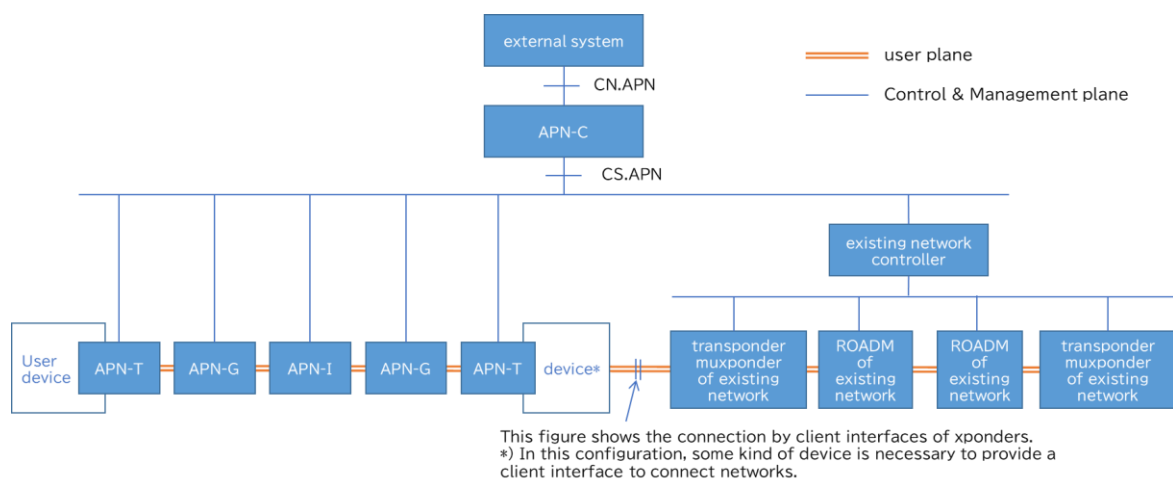 external system
user plane
CN.APN
Control & Management plane
APN-C
CS.APN
existing network
controller
User
device
APN-T
APN-G
APN-I
APN-G
APN-T
device*
transponder
muxponder
of existing
network
ROADM
of
existing
network
ROADM
of
existing
network
transponder
muxponder
of existing
network
This figure shows the connection by client interfaces of xponders.
*) In this configuration, some kind of device is necessary to provide a
client interface to connect networks.